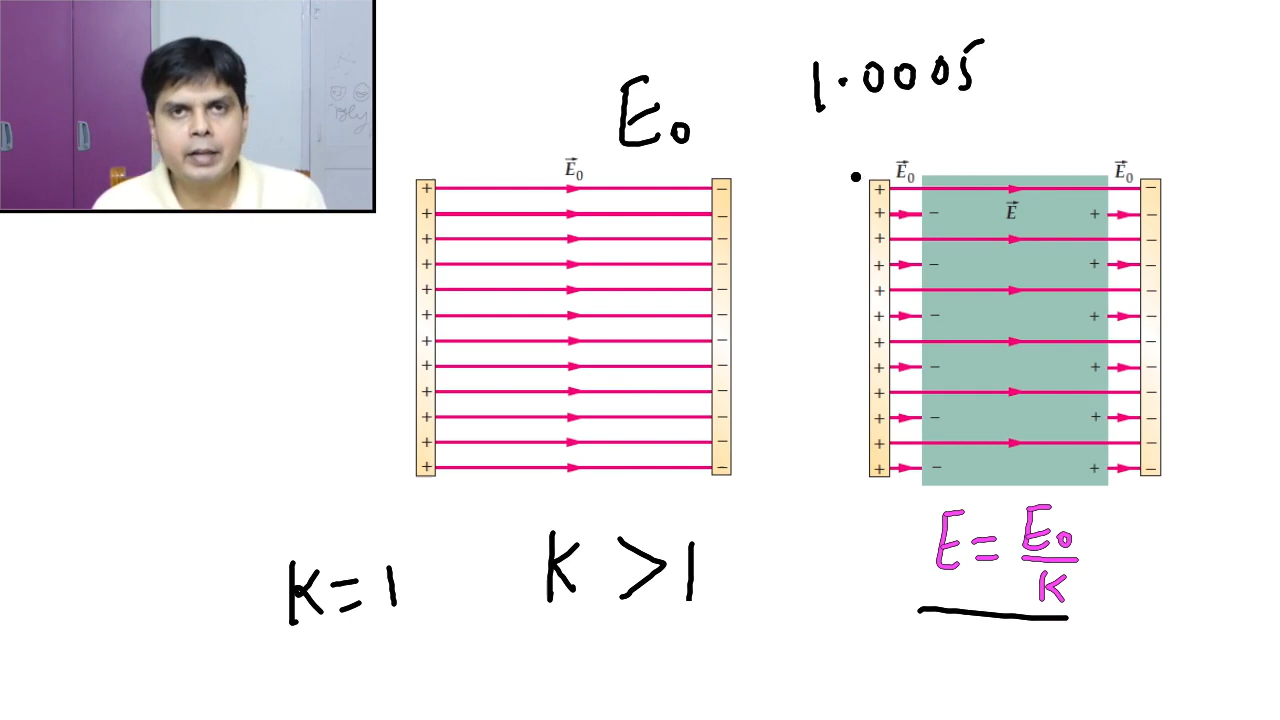 1.0005
E₀
E⃗₀
E⃗₀ E⃗₀
+ − + −
+ − + − E⃗ + −
+ − + −
+ − + − + −
+ − + −
+ − + − + −
+ − + −
+ − + − + −
+ − + −
+ − + − + −
+ − + −
+ − + − + −
E = E₀/K
K > 1
K = 1